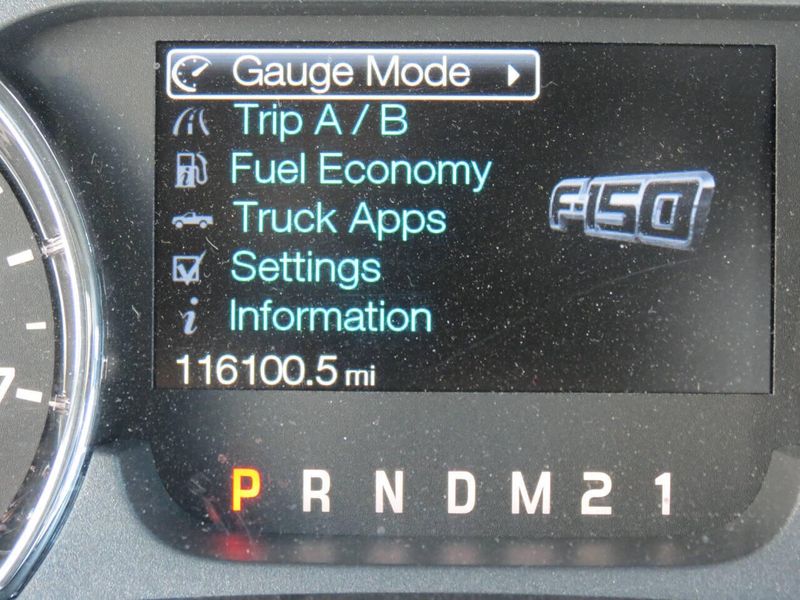 Gauge Mode
Trip A / B
Fuel Economy
F-150
Truck Apps
Settings
Information
116100.5 mi
P R N D M 2 1